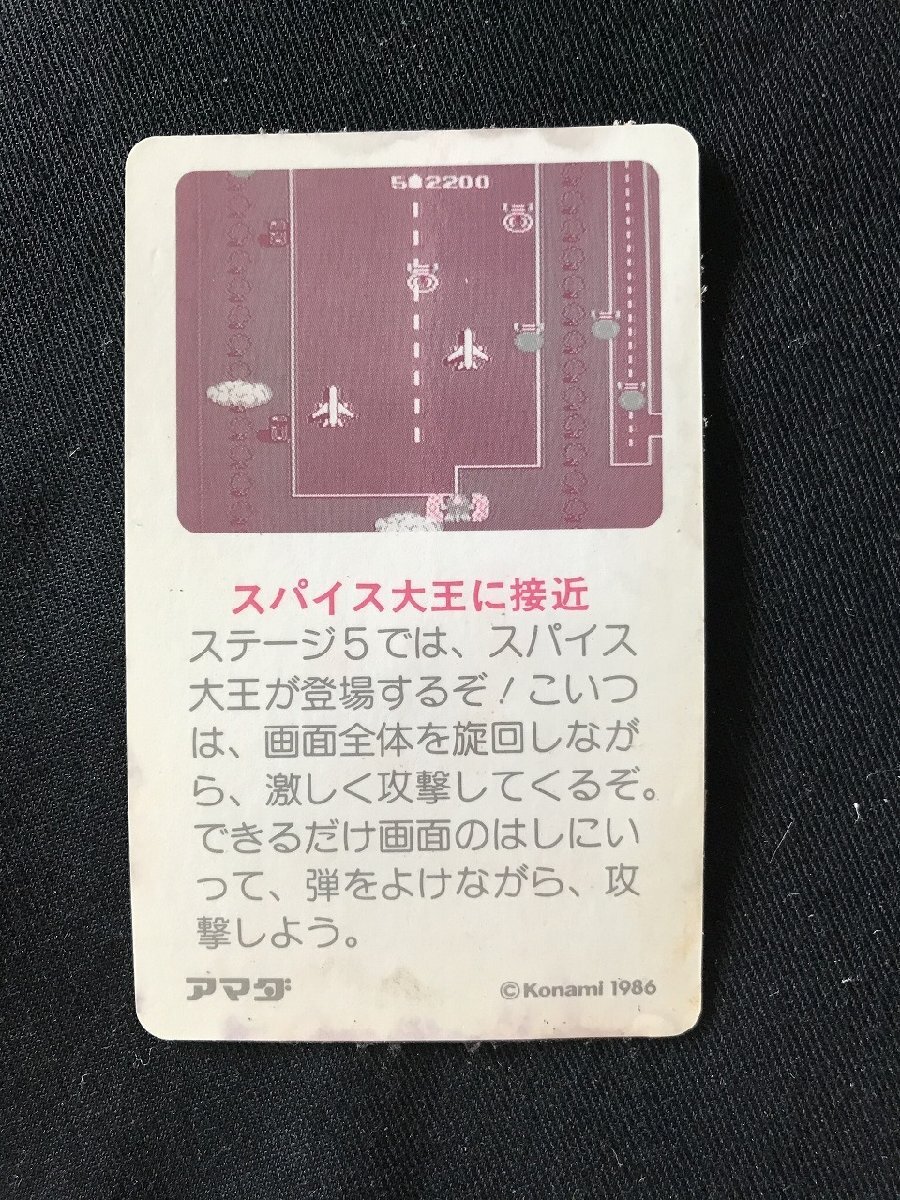 5 2200
スパイス大王に接近
ステージ5では、スパイス
大王が登場するぞ！こいつ
は、画面全体を旋回しなが
ら、激しく攻撃してくるぞ。
できるだけ画面のはしにい
って、弾をよけながら、攻
撃しよう。
アマダ
©Konami 1986